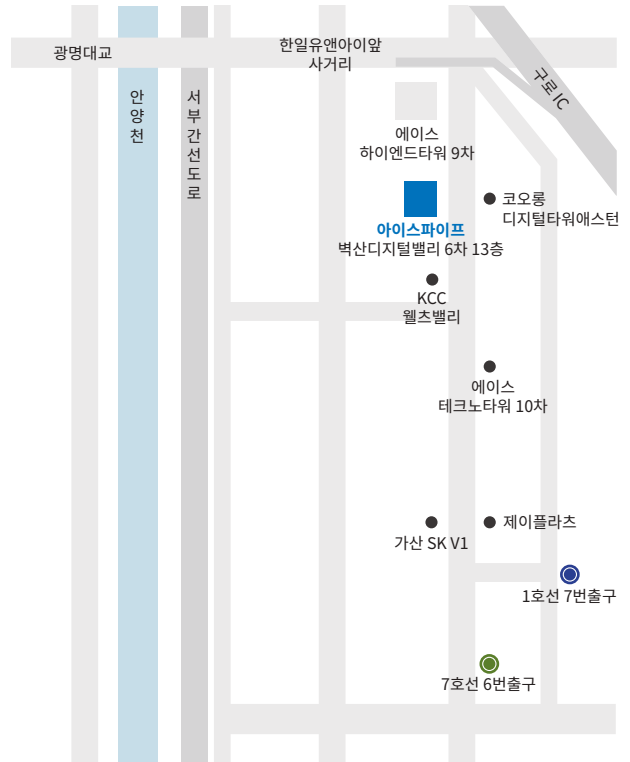 광명대교
한일유앤아이앞
사거리
구로 IC
안양천
서부간선도로
에이스
하이엔드타워 9차
코오롱
디지털타워애스턴
아이스파이프
벽산디지털밸리 6차 13층
KCC
웰츠밸리
에이스
테크노타워 10차
가산 SK V1
제이플라츠
1호선 7번출구
7호선 6번출구